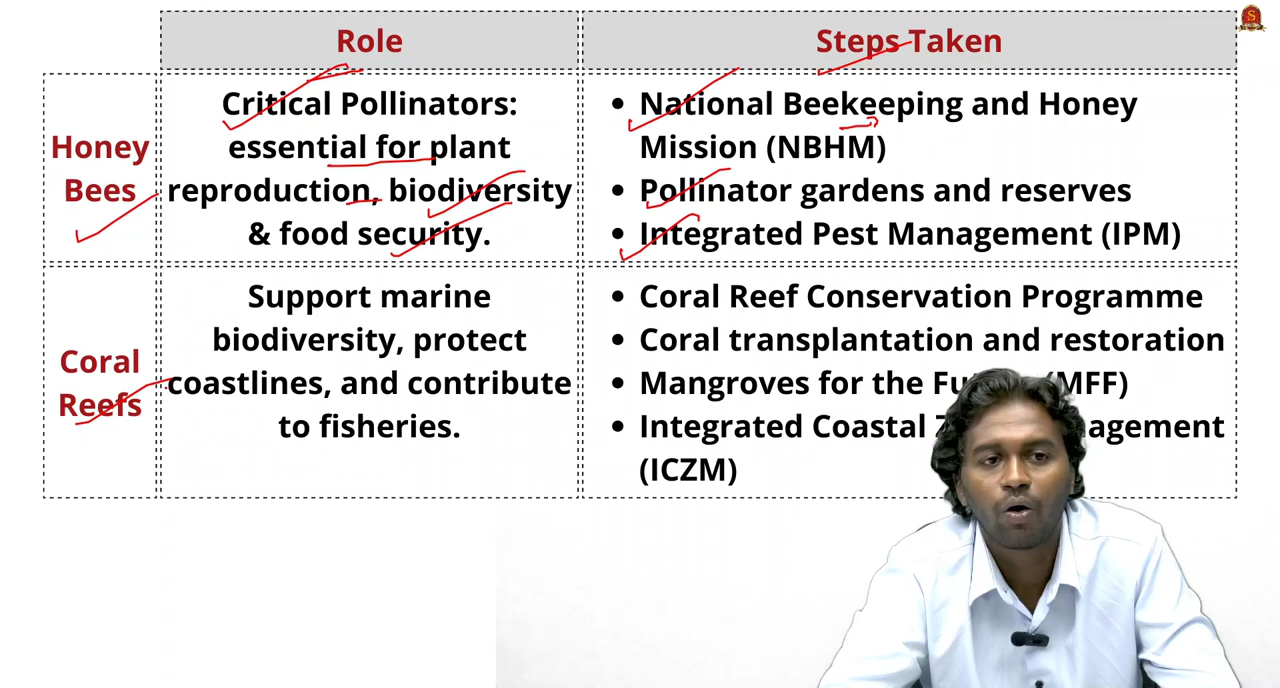 Role
Steps Taken
Honey
Bees
Critical Pollinators:
essential for plant
reproduction, biodiversity
& food security.
• National Beekeeping and Honey
Mission (NBHM)
• Pollinator gardens and reserves
• Integrated Pest Management (IPM)
Coral
Reefs
Support marine
biodiversity, protect
coastlines, and contribute
to fisheries.
• Coral Reef Conservation Programme
• Coral transplantation and restoration
• Mangroves for the (MFF)
• Integrated Coastal
(ICZM)